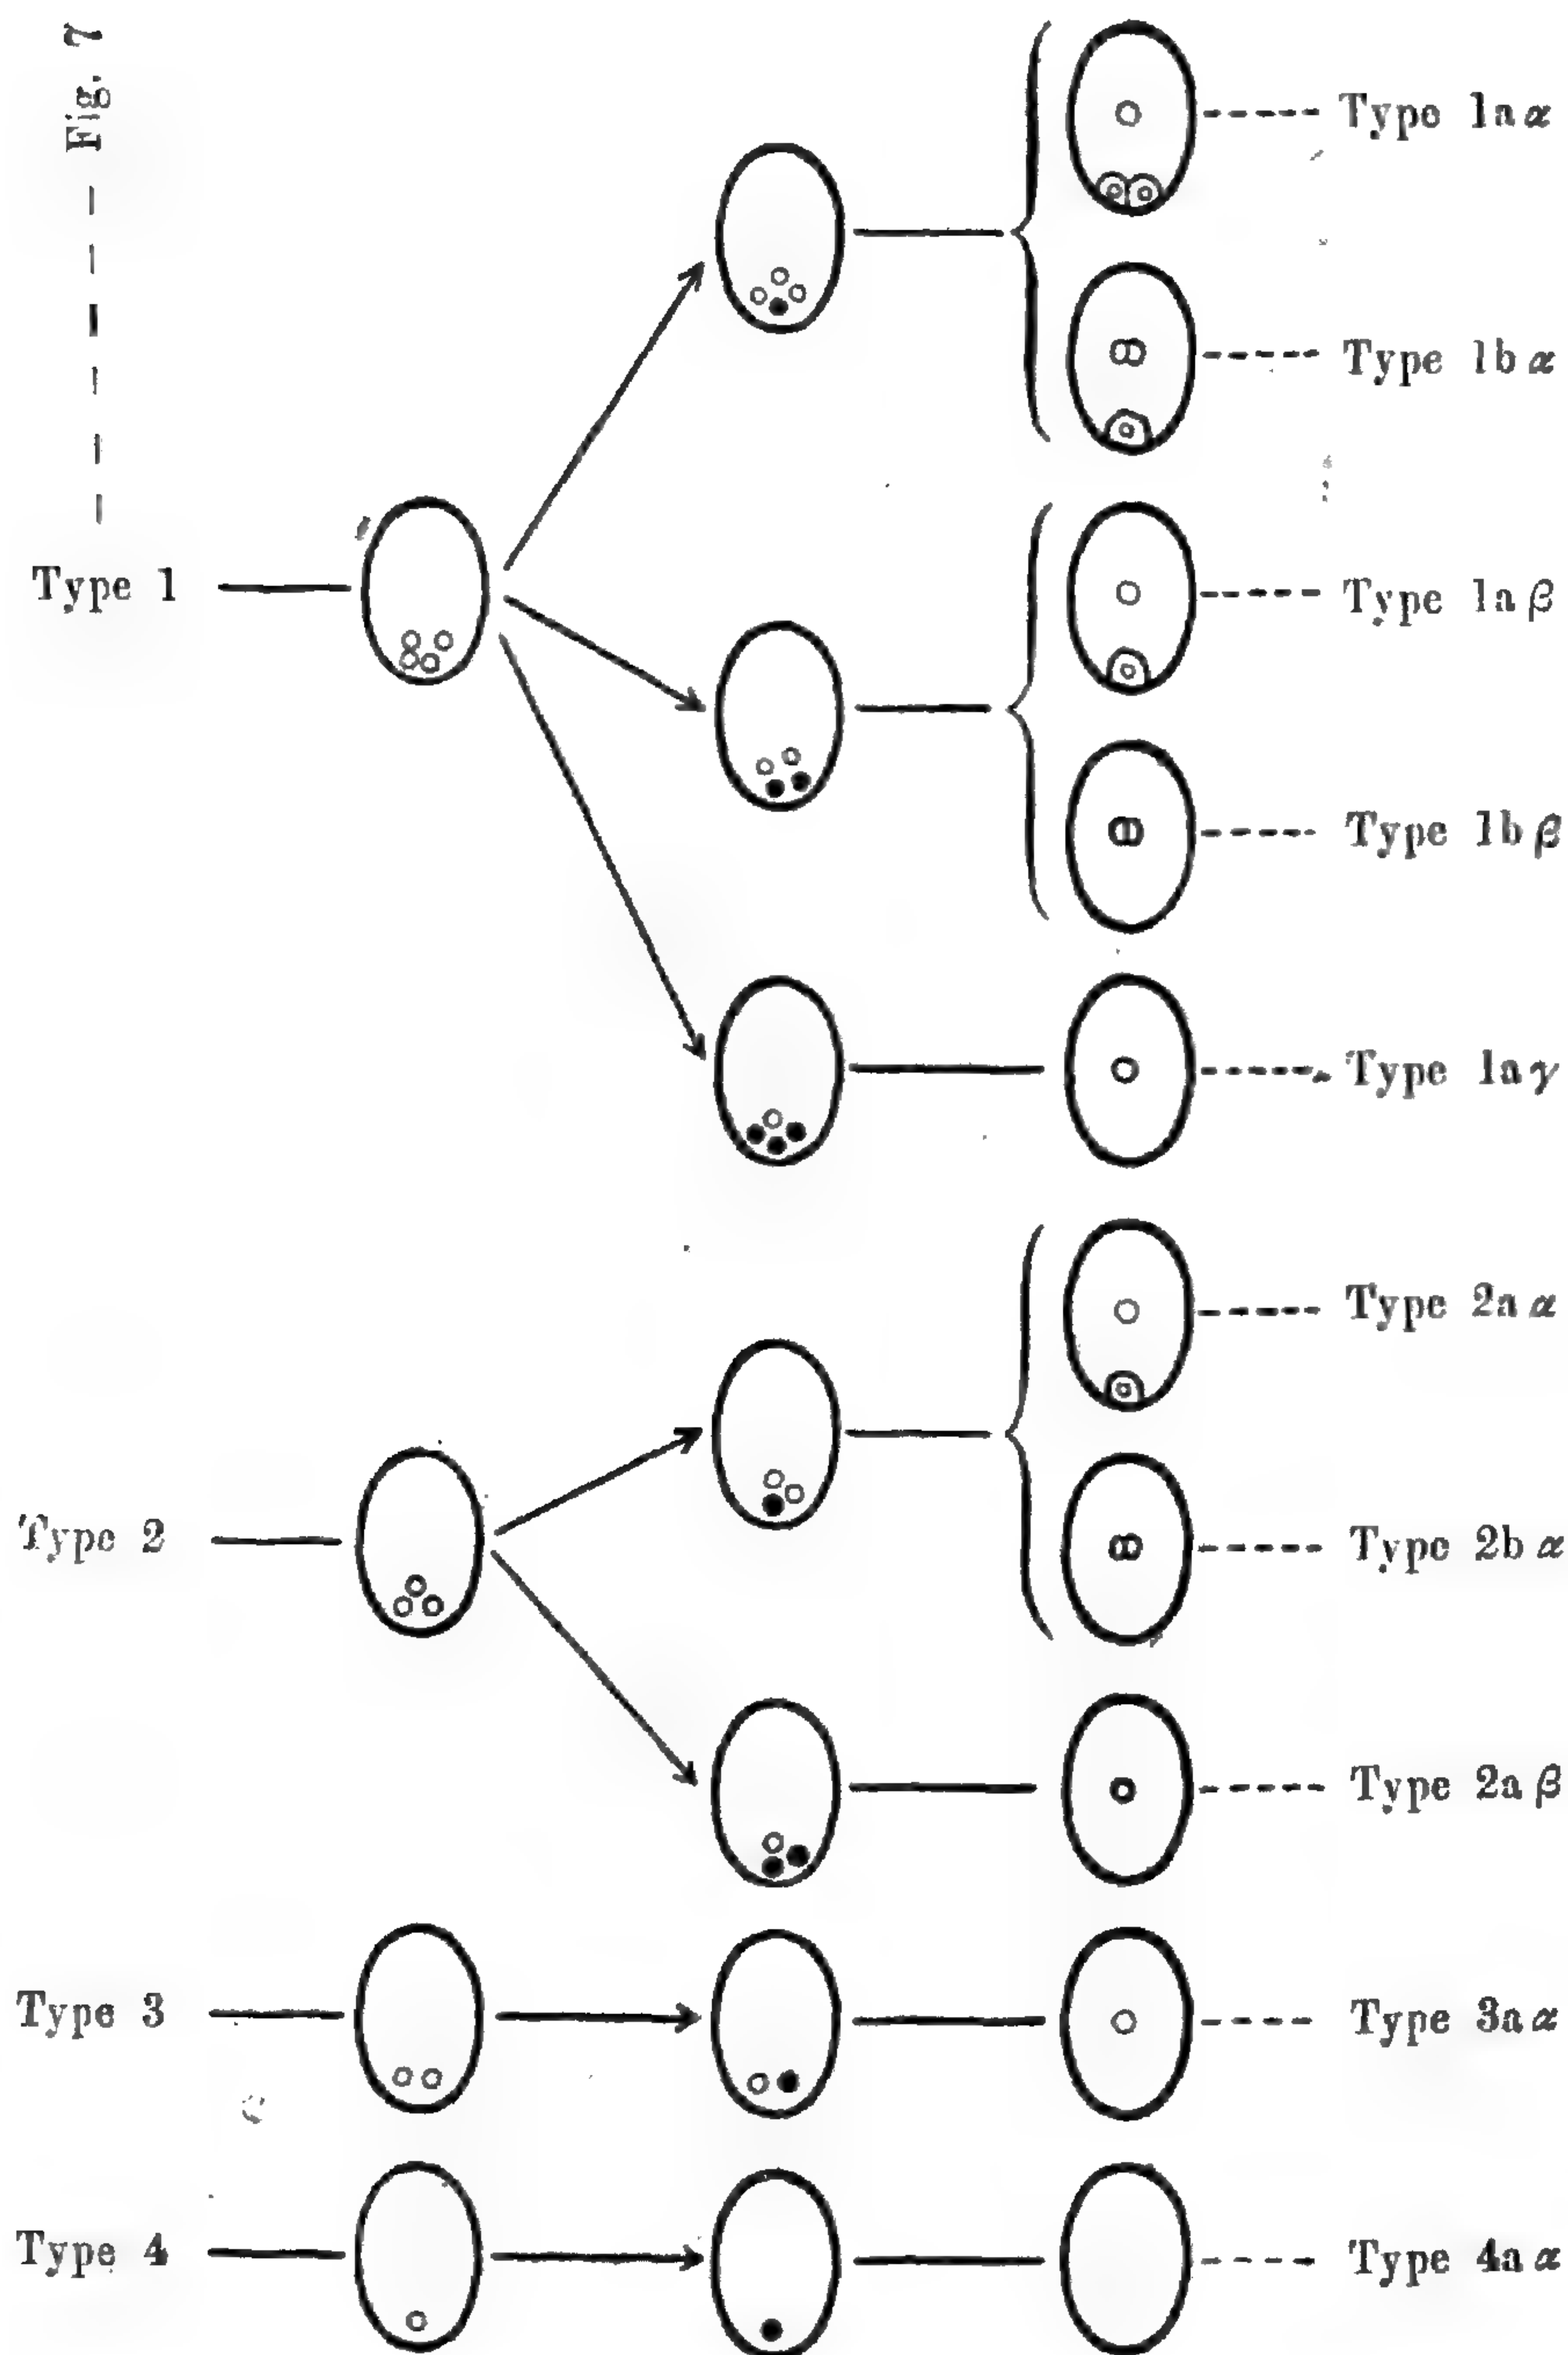 Fig. 7
Type 1a α
Type 1b α
Type 1
Type 1a β
Type 1b β
Type 1a γ
Type 2a α
Type 2
Type 2b α
Type 2a β
Type 3
Type 3a α
Type 4
Type 4a α